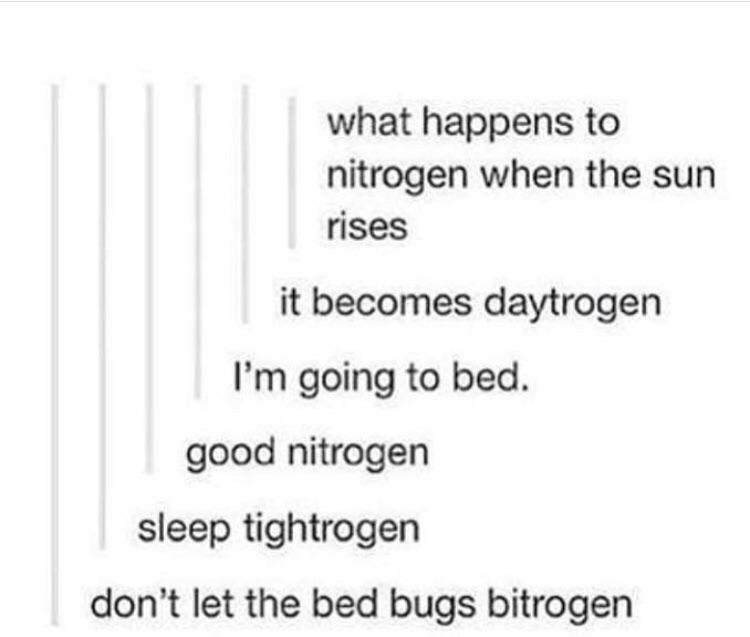 what happens to
nitrogen when the sun
rises
it becomes daytrogen
I'm going to bed.
good nitrogen
sleep tightrogen
don't let the bed bugs bitrogen